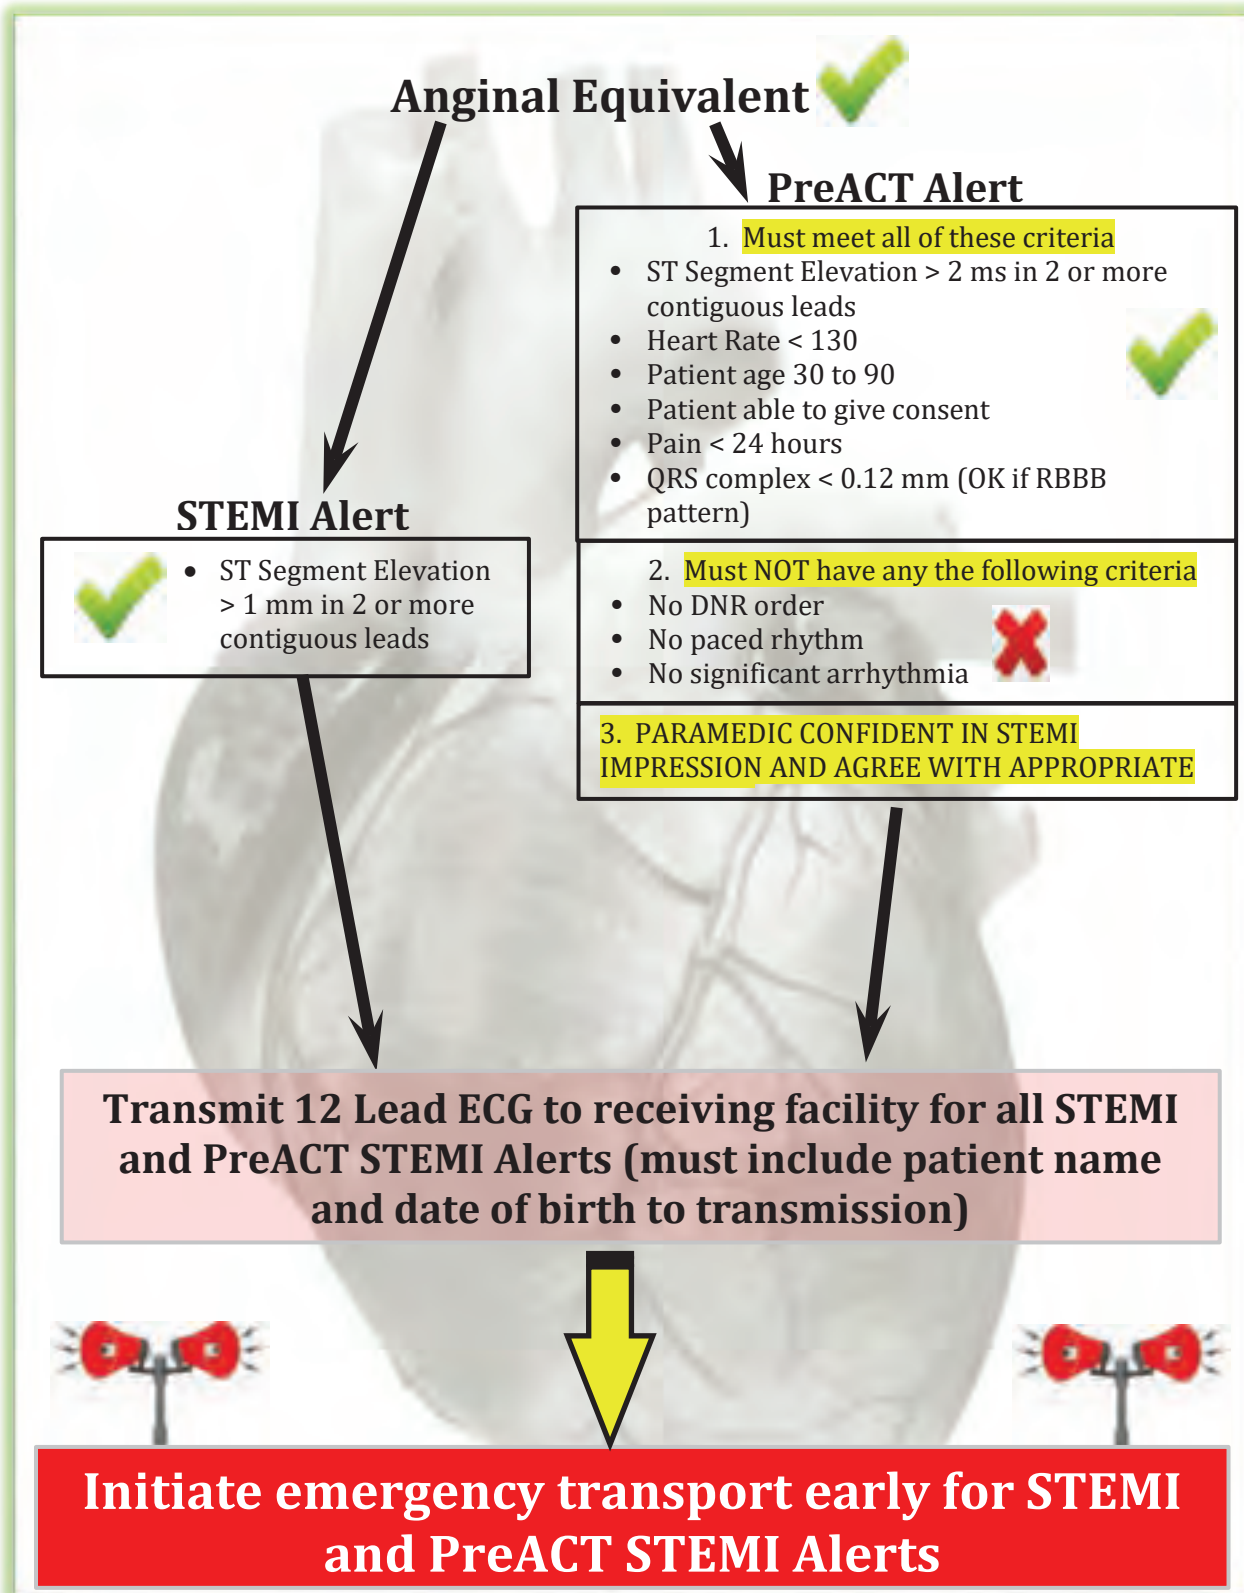 Anginal Equivalent
PreACT Alert
1. Must meet all of these criteria
• ST Segment Elevation > 2 ms in 2 or more
contiguous leads
• Heart Rate < 130
• Patient age 30 to 90
• Patient able to give consent
• Pain < 24 hours
• QRS complex < 0.12 mm (OK if RBBB
pattern)
2. Must NOT have any the following criteria
• No DNR order
• No paced rhythm
• No significant arrhythmia
3. PARAMEDIC CONFIDENT IN STEMI
IMPRESSION AND AGREE WITH APPROPRIATE
STEMI Alert
• ST Segment Elevation
> 1 mm in 2 or more
contiguous leads
Transmit 12 Lead ECG to receiving facility for all STEMI
and PreACT STEMI Alerts (must include patient name
and date of birth to transmission)
Initiate emergency transport early for STEMI
and PreACT STEMI Alerts